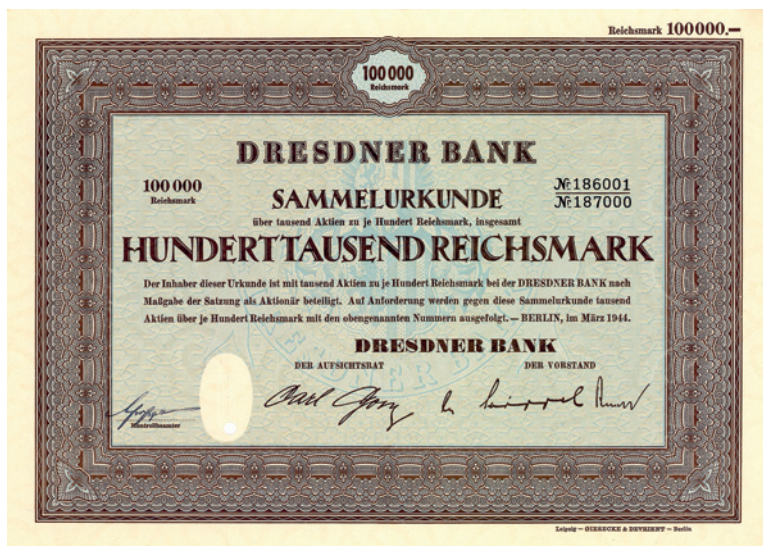 Reichsmark 100000.—
100 000
Reichsmark
DRESDNER BANK
100 000
Reichsmark
SAMMELURKUNDE
№ 186001
№ 187000
über tausend Aktien zu je Hundert Reichsmark, insgesamt
HUNDERTTAUSEND REICHSMARK
Der Inhaber dieser Urkunde ist mit tausend Aktien zu je Hundert Reichsmark bei der DRESDNER BANK nach
Maßgabe der Satzung als Aktionär beteiligt. Auf Anforderung werden gegen diese Sammelurkunde tausend
Aktien über je Hundert Reichsmark mit den obengenannten Nummern ausgefolgt. — BERLIN, im März 1944.
DRESDNER BANK
DER AUFSICHTSRAT
DER VORSTAND
Carl
Kontrollbeamter
DRESDNER BANK
Leipzig — GIESECKE & DEVRIENT — Berlin